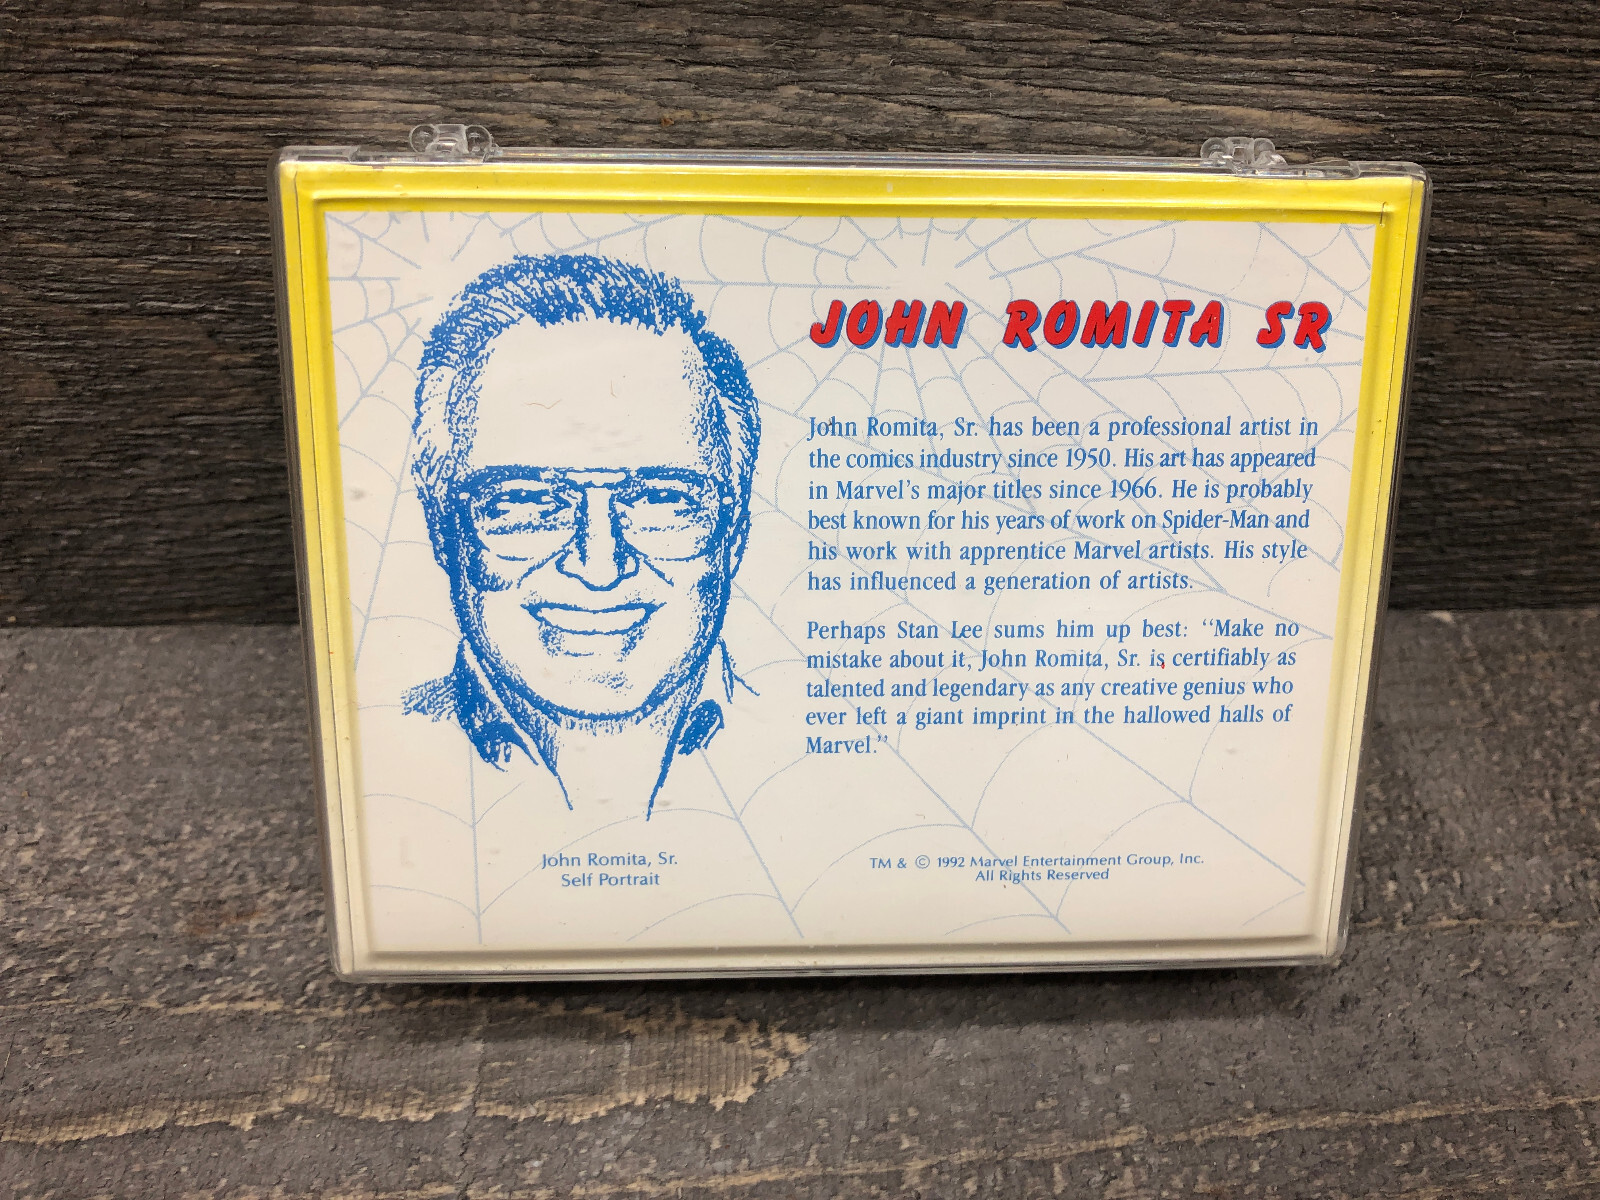 JOHN ROMITA SR
John Romita, Sr. has been a professional artist in
the comics industry since 1950. His art has appeared
in Marvel's major titles since 1966. He is probably
best known for his years of work on Spider-Man and
his work with apprentice Marvel artists. His style
has influenced a generation of artists.
Perhaps Stan Lee sums him up best: "Make no
mistake about it, John Romita, Sr. is certifiably as
talented and legendary as any creative genius who
ever left a giant imprint in the hallowed halls of
Marvel."
John Romita, Sr.
Self Portrait
TM & © 1992 Marvel Entertainment Group, Inc.
All Rights Reserved